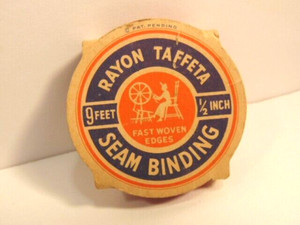 PAT. PENDING
RAYON TAFFETA
9 FEET
½ INCH
FAST WOVEN
EDGES
SEAM BINDING